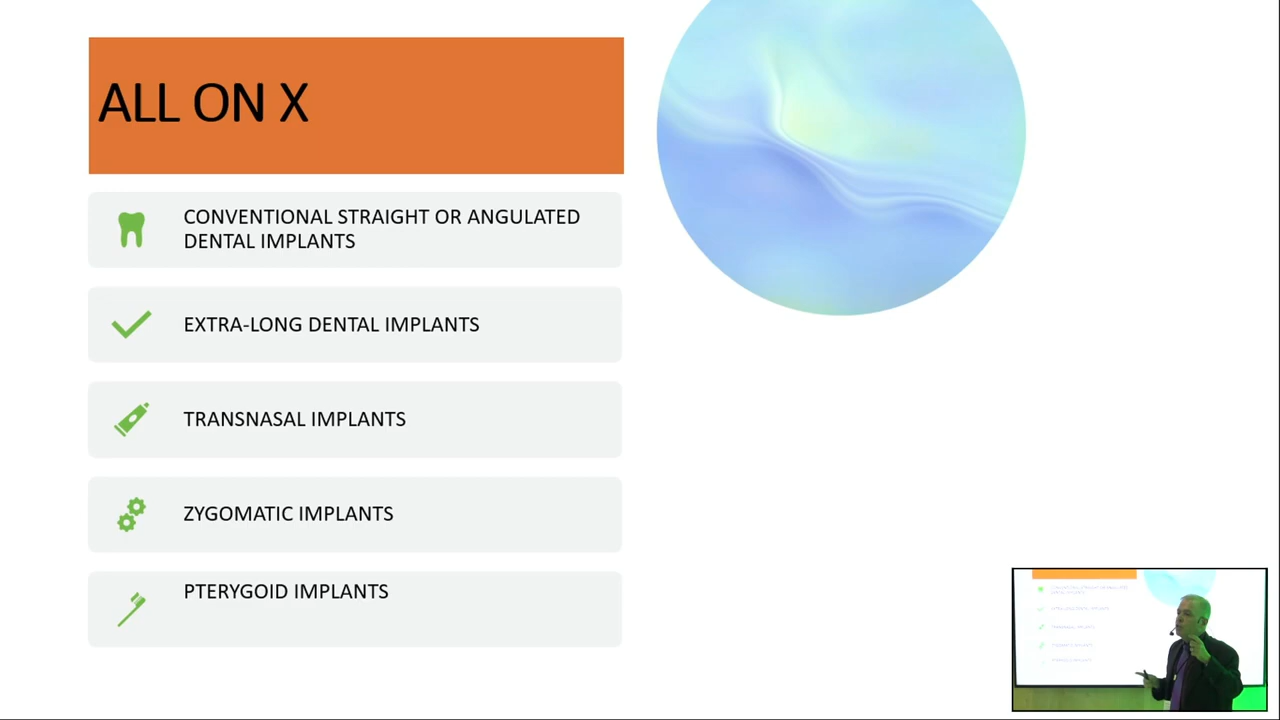 ALL ON X
CONVENTIONAL STRAIGHT OR ANGULATED
DENTAL IMPLANTS
EXTRA-LONG DENTAL IMPLANTS
TRANSNASAL IMPLANTS
ZYGOMATIC IMPLANTS
PTERYGOID IMPLANTS